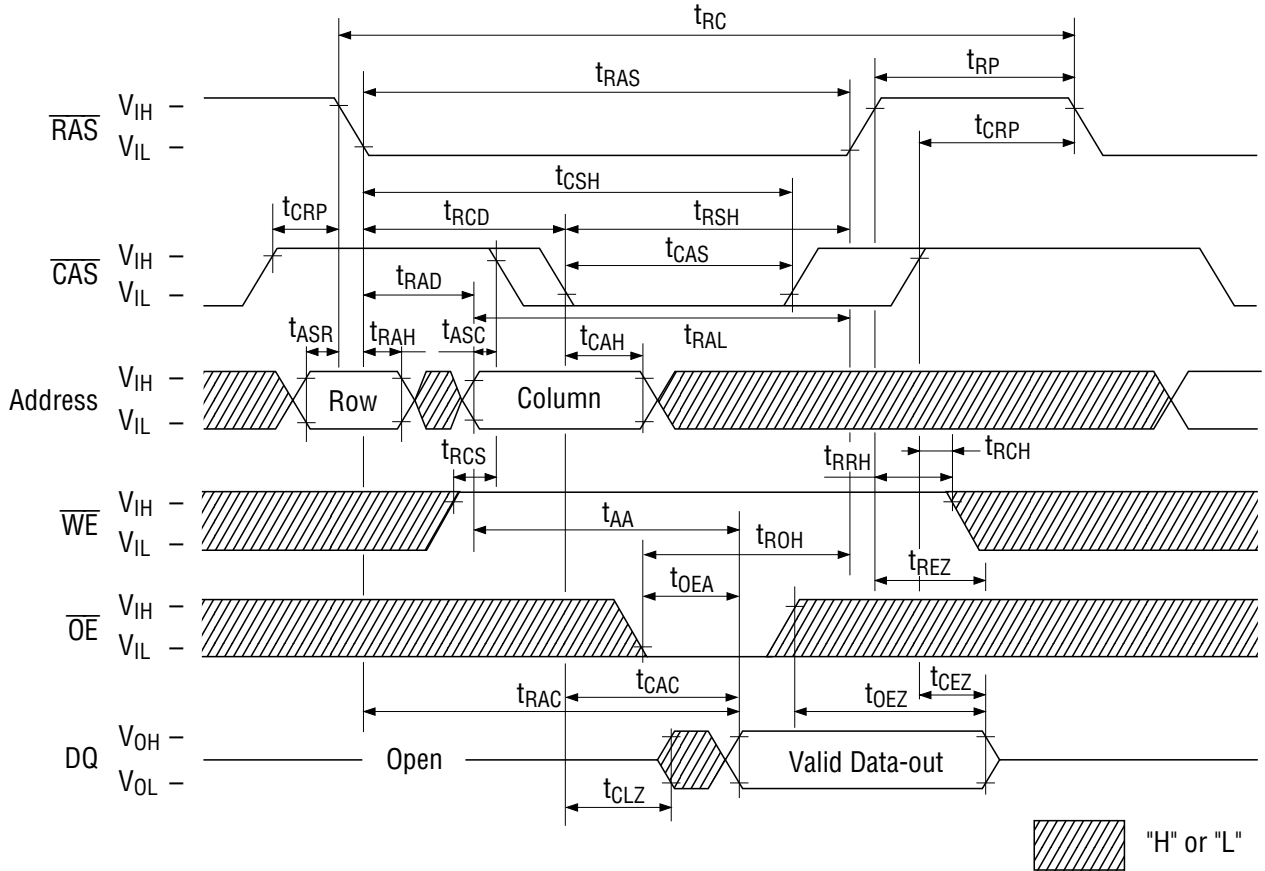 tRC
tRAS
tRP
RAS
VIH –
VIL –
tCRP
tCSH
tCRP
tRCD
tRSH
CAS
VIH –
VIL –
tCAS
tRAD
tASR
tRAH
tASC
tCAH
tRAL
Address
VIH –
VIL –
Row
Column
tRCS
tRRH
tRCH
WE
VIH –
VIL –
tAA
tROH
tREZ
tOEA
OE
VIH –
VIL –
tRAC
tCAC
tOEZ
tCEZ
DQ
VOH –
VOL –
Open
Valid Data-out
tCLZ
"H" or "L"